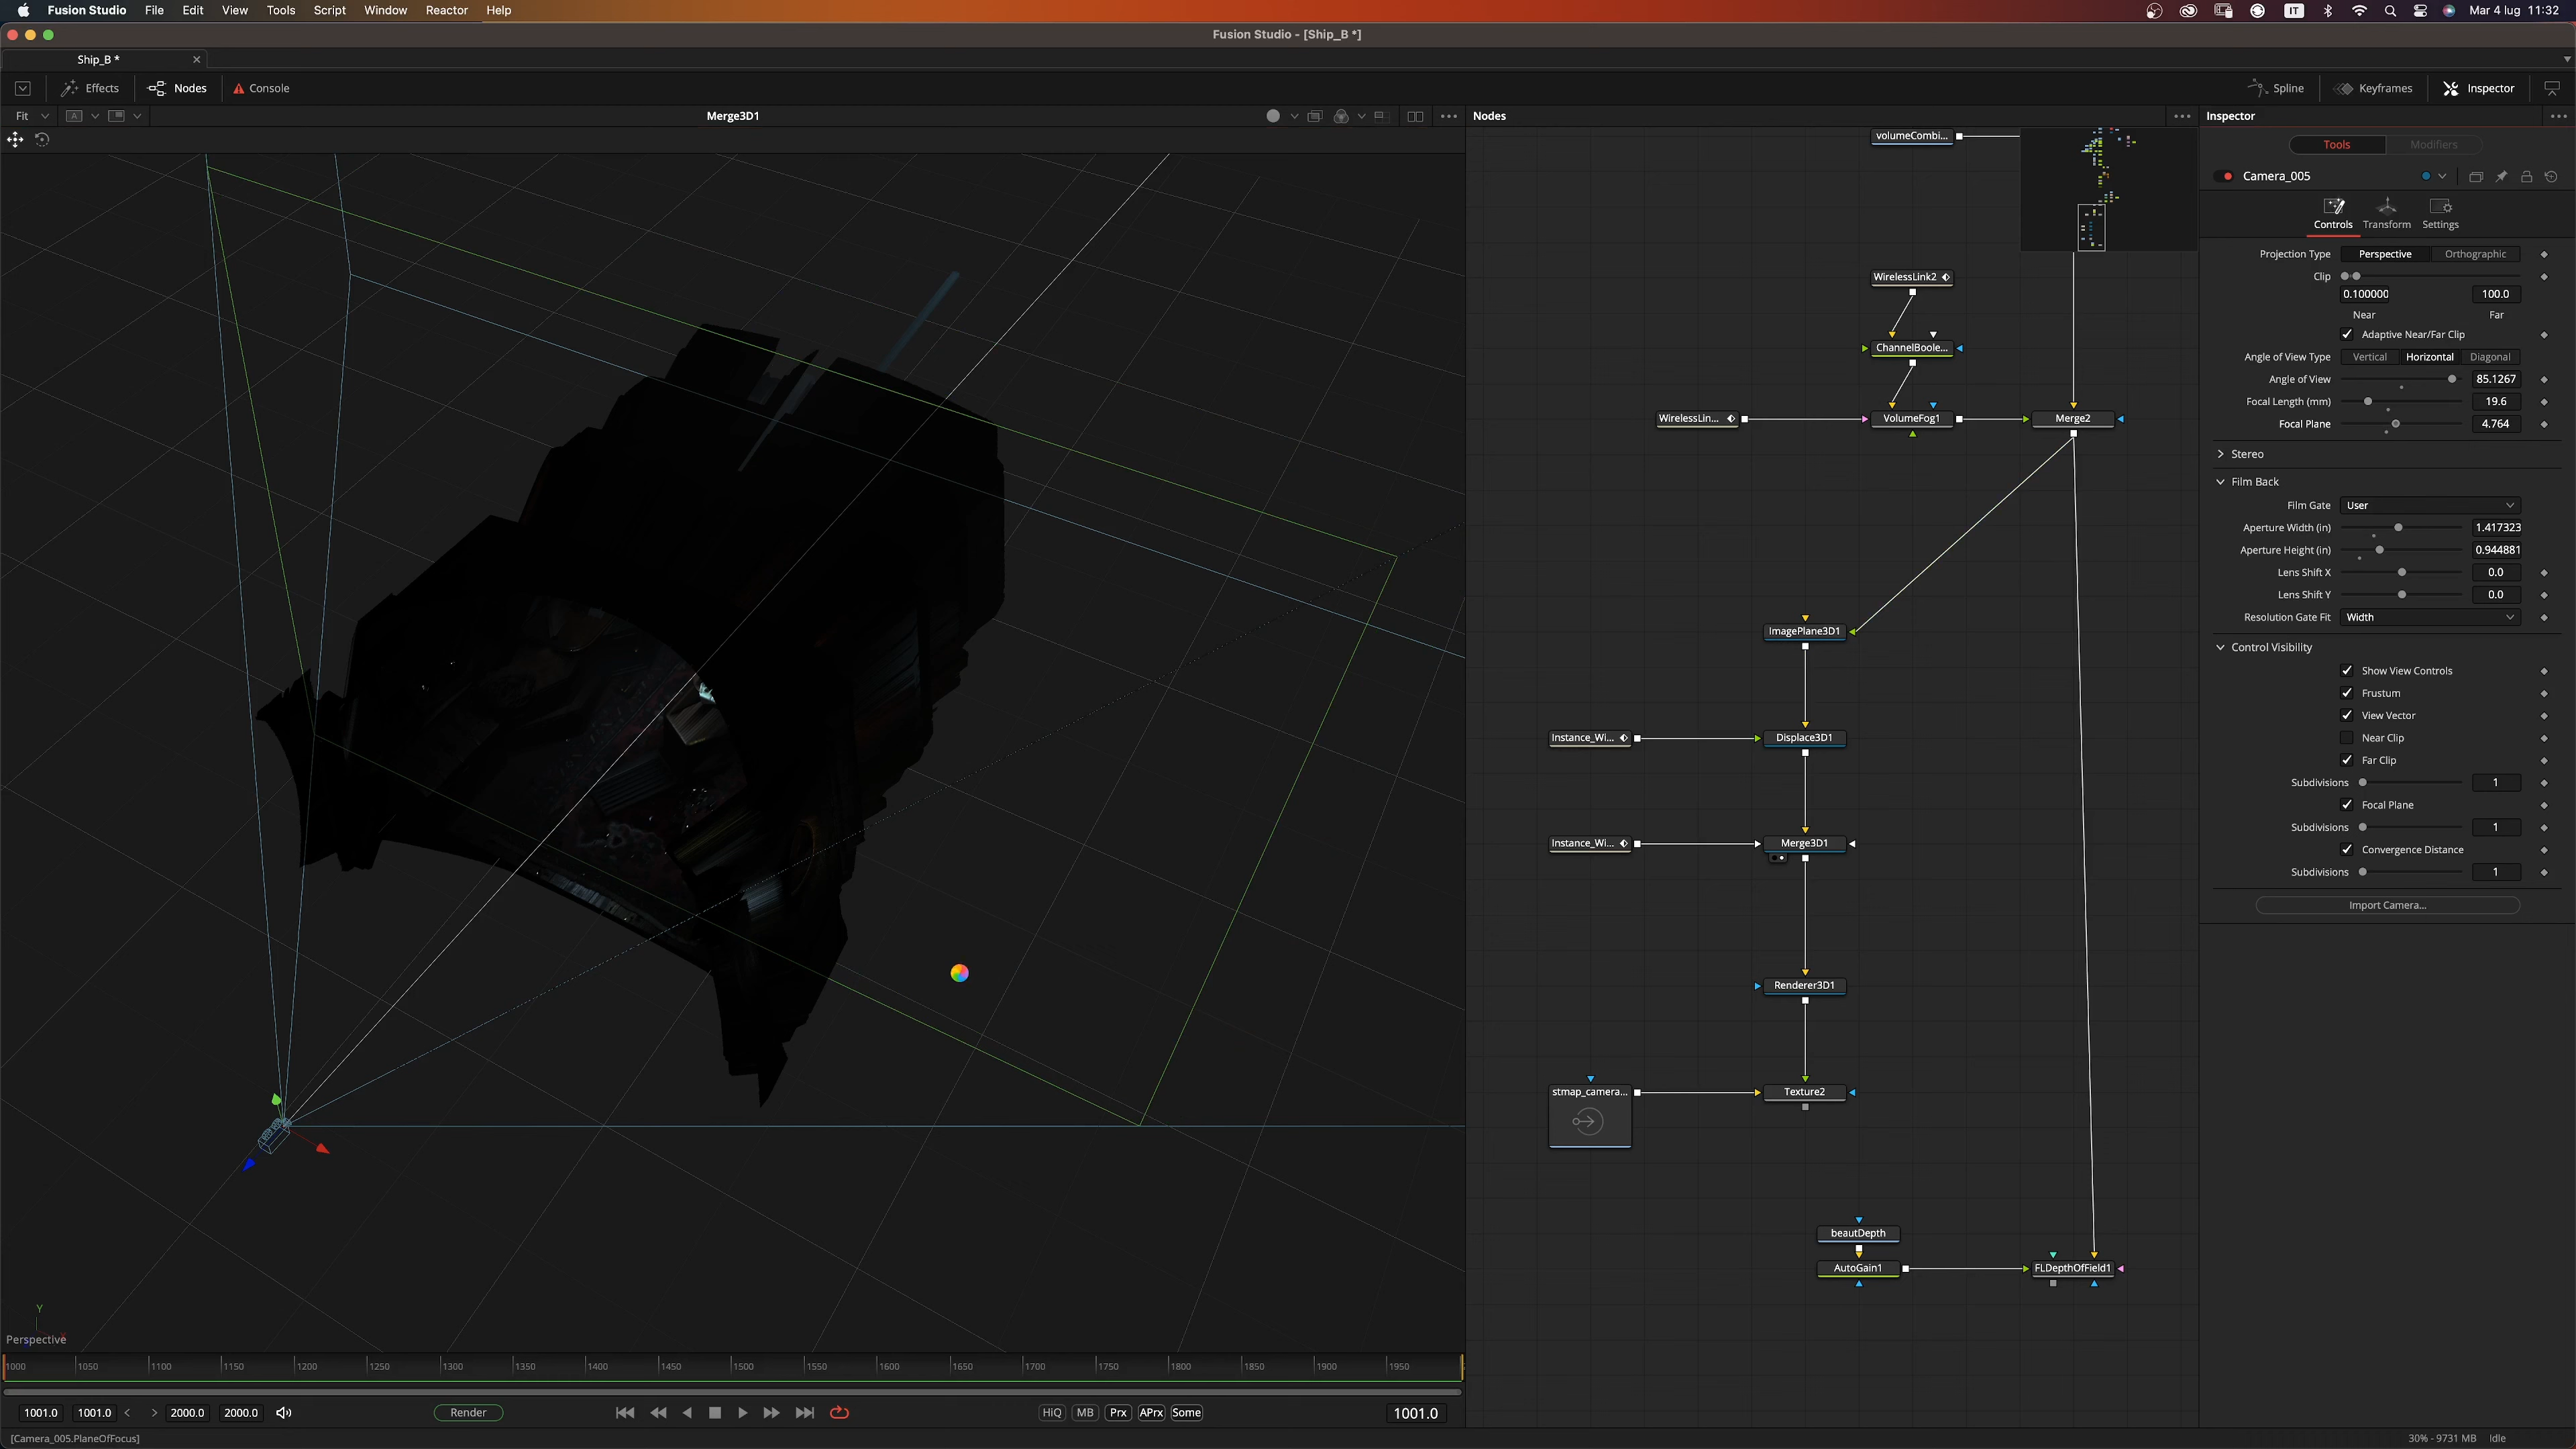 Fusion Studio File Edit View Tools Script Window Reactor Help
IT Mar 4 lug 11:32
Fusion Studio - [Ship_B *]
Ship_B *
Effects Nodes Console Spline Keyframes Inspector
Fit A Merge3D1
Nodes
Inspector
Tools Modifiers
Camera_005
Controls Transform Settings
Projection Type Perspective Orthographic
Clip
0.100000 100.0
Near Far
Adaptive Near/Far Clip
Angle of View Type Vertical Horizontal Diagonal
Angle of View 85.1267
Focal Length (mm) 19.6
Focal Plane 4.764
Stereo
Film Back
Film Gate User
Aperture Width (in) 1.417323
Aperture Height (in) 0.944881
Lens Shift X 0.0
Lens Shift Y 0.0
Resolution Gate Fit Width
Control Visibility
Show View Controls
Frustum
View Vector
Near Clip
Far Clip
Subdivisions 1
Focal Plane
Subdivisions 1
Convergence Distance
Subdivisions 1
Import Camera...
volumeCombi...
WirelessLink2
ChannelBoole...
WirelessLin... VolumeFog1 Merge2
ImagePlane3D1
Instance_Wi... Displace3D1
Instance_Wi... Merge3D1
Renderer3D1
stmap_camera... Texture2
beautDepth
AutoGain1 FLDepthOfField1
Y
Perspective
1000 1050 1100 1150 1200 1250 1300 1350 1400 1450 1500 1550 1600 1650 1700 1750 1800 1850 1900 1950
1001.0 1001.0 < > 2000.0 2000.0 Render HiQ MB Prx APrx Some 1001.0
[Camera_005.PlaneOfFocus] 30% - 9731 MB Idle